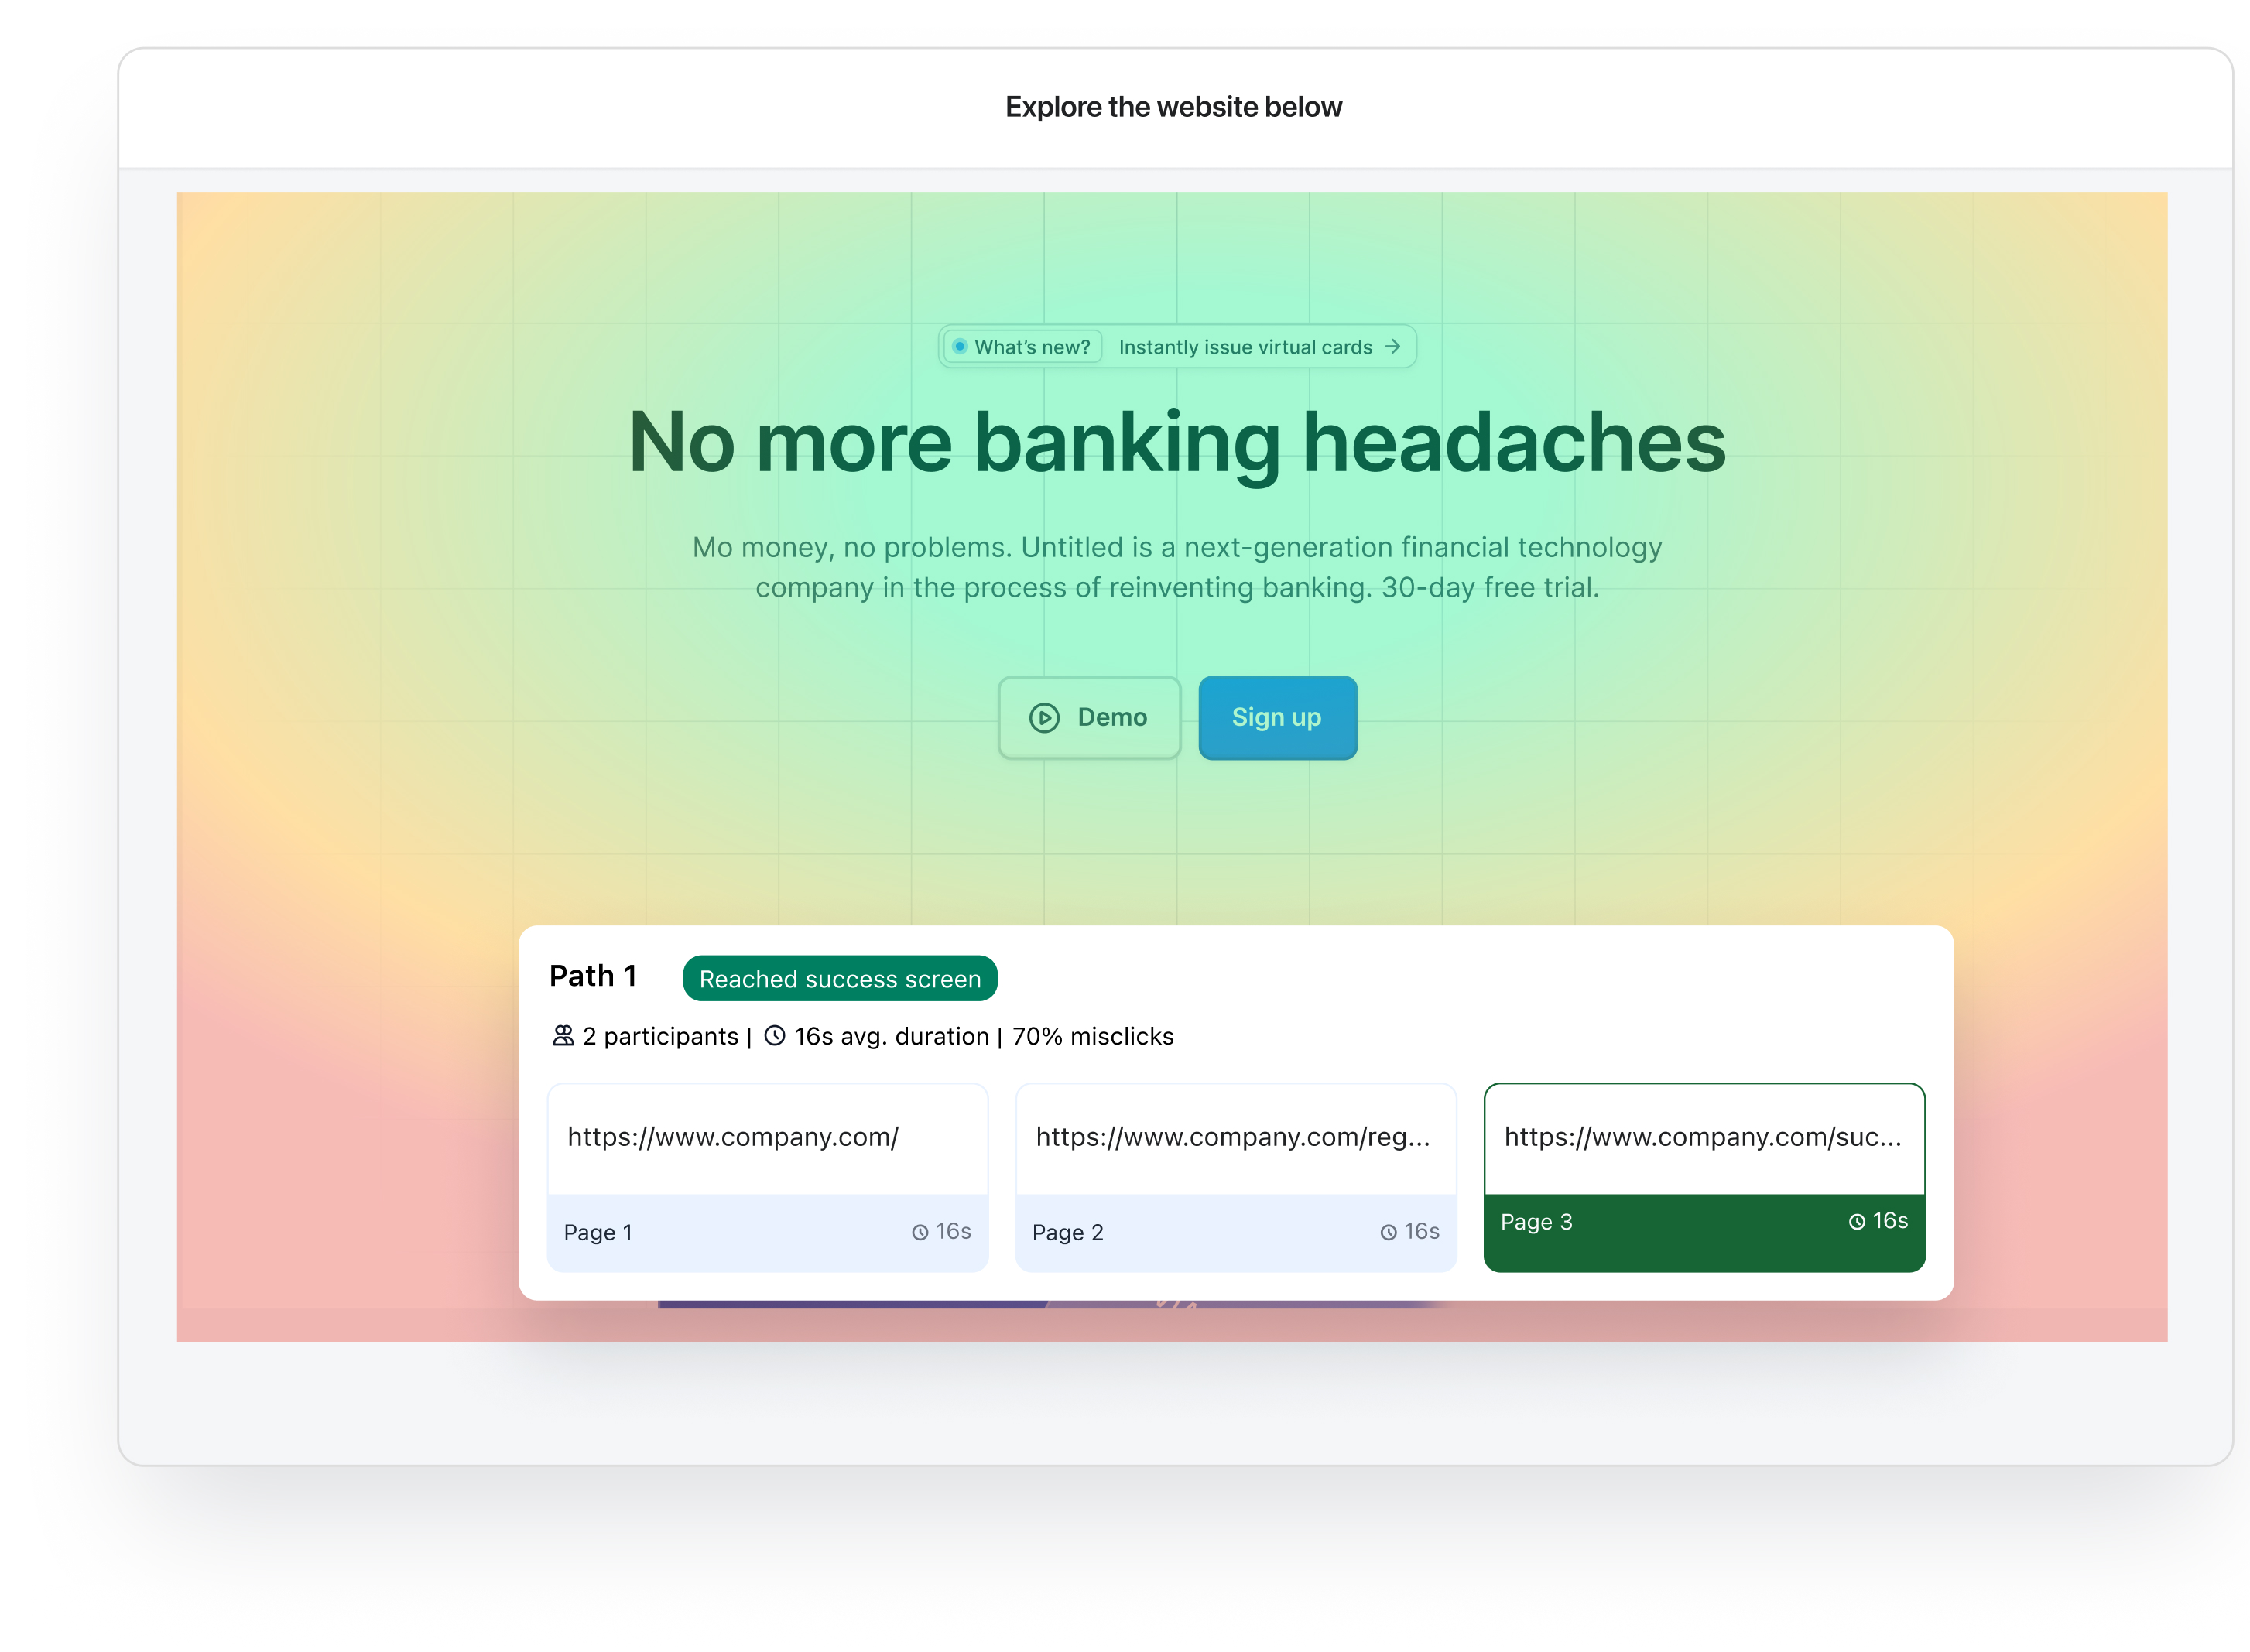 Explore the website below
What’s new? Instantly issue virtual cards →
No more banking headaches
Mo money, no problems. Untitled is a next-generation financial technology
company in the process of reinventing banking. 30-day free trial.
Demo Sign up
Path 1 Reached success screen
2 participants | 16s avg. duration | 70% misclicks
https://www.company.com/ https://www.company.com/reg... https://www.company.com/suc...
Page 1 16s Page 2 16s Page 3 16s